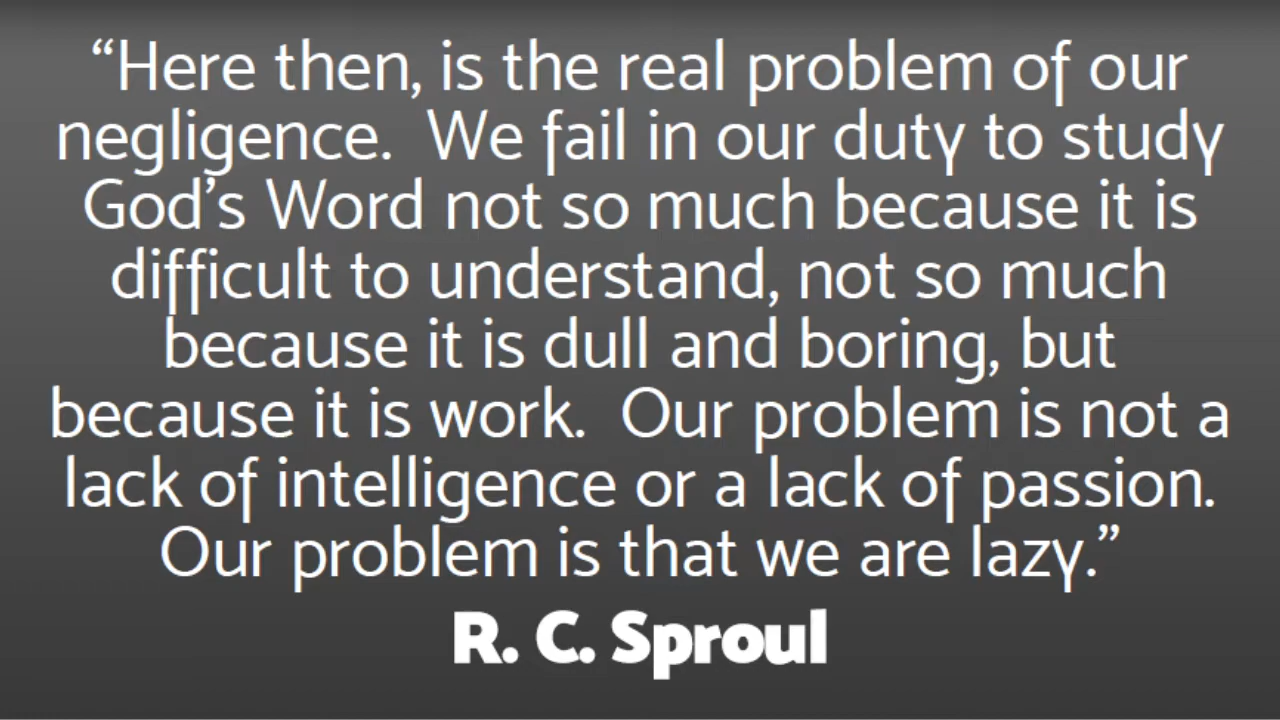 “Here then, is the real problem of our
negligence.  We fail in our duty to study
God’s Word not so much because it is
difficult to understand, not so much
because it is dull and boring, but
because it is work.  Our problem is not a
lack of intelligence or a lack of passion.
Our problem is that we are lazy.”
R. C. Sproul